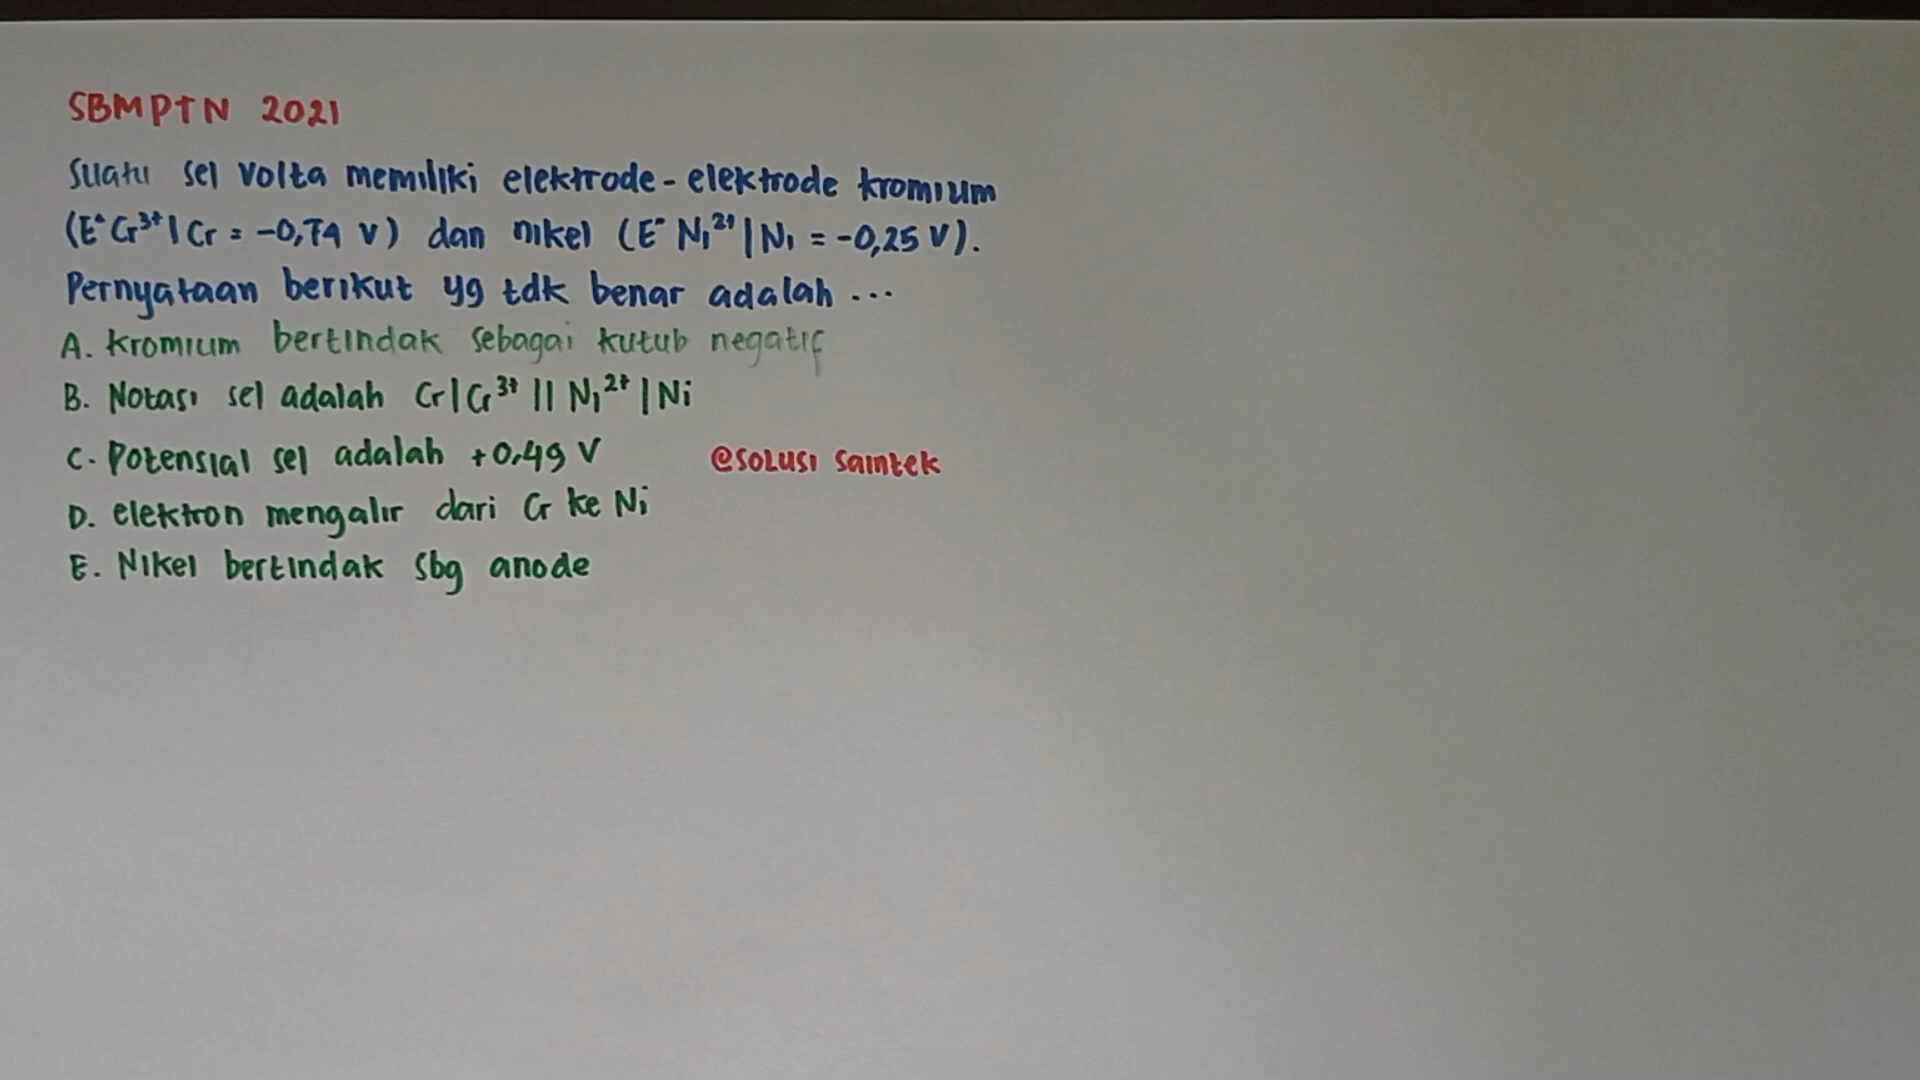 SBMPTN 2021
Suatu sel volta memiliki elektrode-elektrode kromium
(E° Cr³⁺|Cr = -0,74 V) dan nikel (E° Ni²⁺|Ni = -0,25 V).
Pernyataan berikut yg tdk benar adalah ...
A. kromium bertindak sebagai kutub negatif
B. Notasi sel adalah Cr|Cr³⁺ || Ni²⁺|Ni
C. Potensial sel adalah +0,49 V
@SOLUSI Saintek
D. elektron mengalir dari Cr ke Ni
E. Nikel bertindak sbg anode